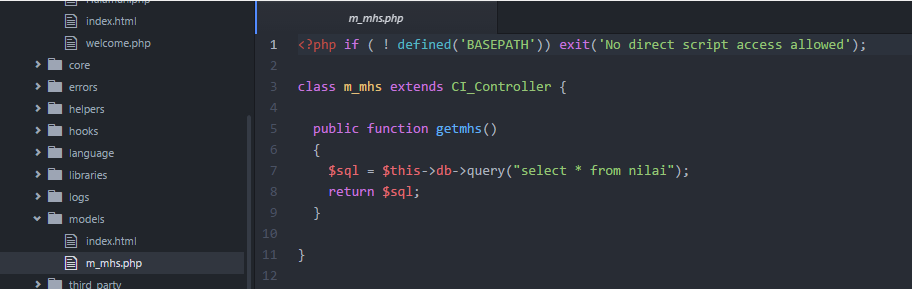 index.html
welcome.php
core
errors
helpers
hooks
language
libraries
logs
models
index.html
m_mhs.php
third_party
m_mhs.php
1 <?php if ( ! defined('BASEPATH')) exit('No direct script access allowed');
2
3 class m_mhs extends CI_Controller {
4
5 public function getmhs()
6 {
7 $sql = $this->db->query("select * from nilai");
8 return $sql;
9 }
10
11 }
12